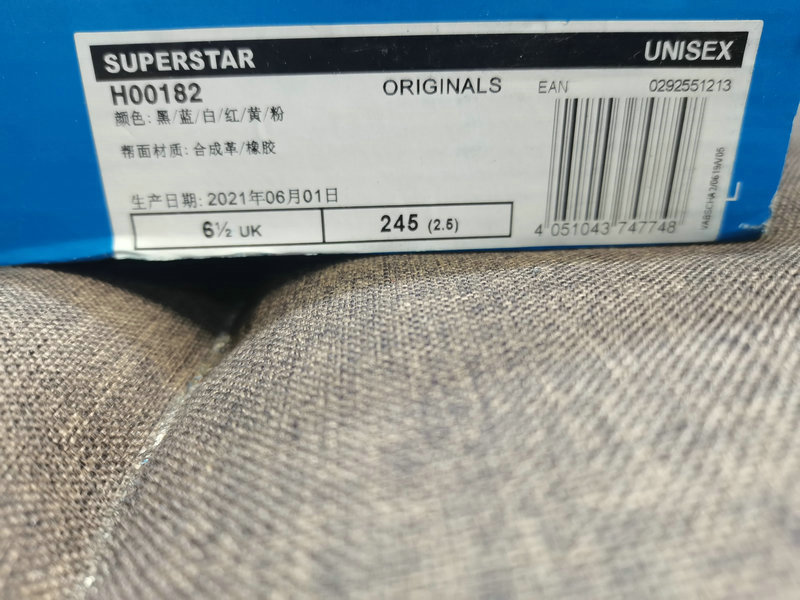 SUPERSTAR UNISEX
H00182 ORIGINALS EAN 0292551213
颜色: 黑/蓝/白/红/黄/粉
帮面材质: 合成革/橡胶
生产日期: 2021年06月01日
6½ UK 245 (2.5)
4 051043 747748